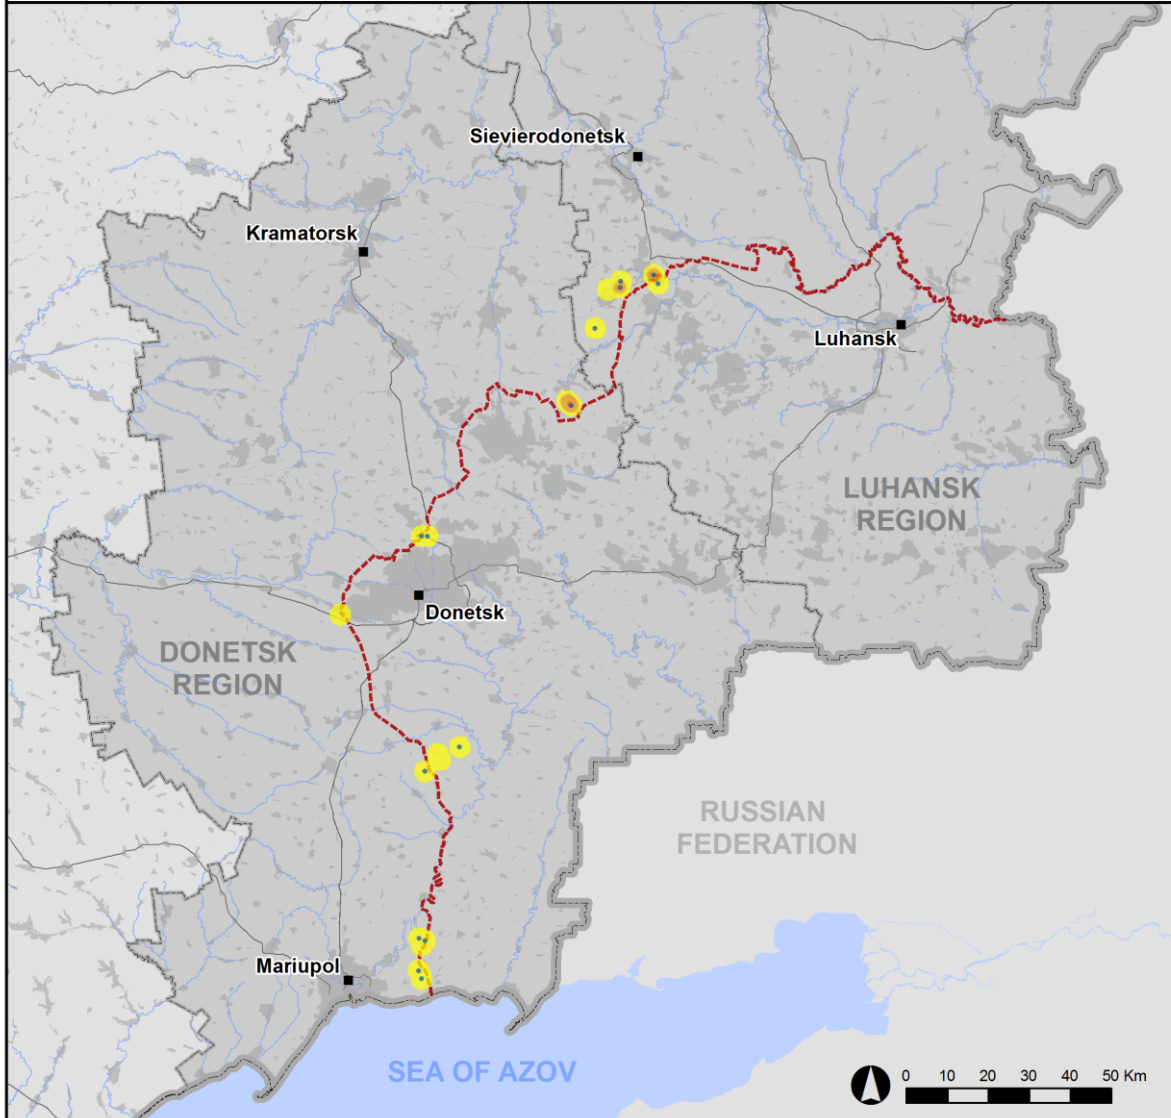 Sievierodonetsk
Kramatorsk
Luhansk
LUHANSK
REGION
Donetsk
DONETSK
REGION
RUSSIAN
FEDERATION
Mariupol
SEA OF AZOV
0 10 20 30 40 50 Km